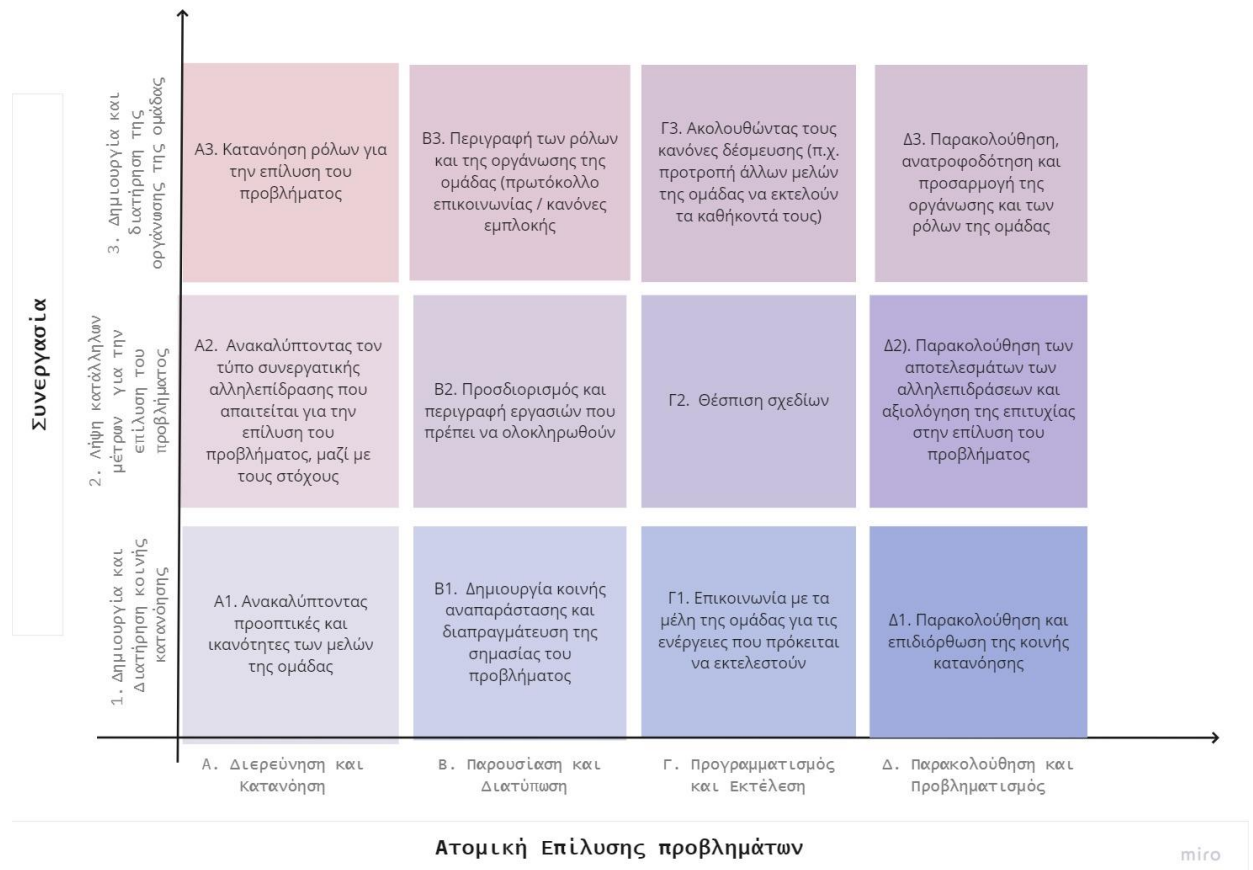 3. Δημιουργία και
διατήρηση της
οργάνωσης της ομάδας
Α3. Κατανόηση ρόλων για
την επίλυση του
προβλήματος
Β3. Περιγραφή των ρόλων
και της οργάνωσης της
ομάδας (πρωτόκολλο
επικοινωνίας / κανόνες
εμπλοκής
Γ3. Ακολουθώντας τους
κανόνες δέσμευσης (π.χ.
προτροπή άλλων μελών
της ομάδας να εκτελούν
τα καθήκοντά τους)
Δ3. Παρακολούθηση,
ανατροφοδότηση και
προσαρμογή της
οργάνωσης και των
ρόλων της ομάδας
Συνεργασία
2. Λήψη κατάλληλων
μέτρων για την
επίλυση του
προβλήματος
Α2. Ανακαλύπτοντας τον
τύπο συνεργατικής
αλληλεπίδρασης που
απαιτείται για την
επίλυση του
προβλήματος, μαζί με
τους στόχους
Β2. Προσδιορισμός και
περιγραφή εργασιών που
πρέπει να ολοκληρωθούν
Γ2. Θέσπιση σχεδίων
Δ2). Παρακολούθηση των
αποτελεσμάτων των
αλληλεπιδράσεων και
αξιολόγηση της επιτυχίας
στην επίλυση του
προβλήματος
1. Δημιουργία και
Διατήρηση κοινής
κατανόησης
Α1. Ανακαλύπτοντας
προοπτικές και
ικανότητες των μελών
της ομάδας
Β1. Δημιουργία κοινής
αναπαράστασης και
διαπραγμάτευση της
σημασίας του
προβλήματος
Γ1. Επικοινωνία με τα
μέλη της ομάδας για τις
ενέργειες που πρόκειται
να εκτελεστούν
Δ1. Παρακολούθηση και
επιδιόρθωση της κοινής
κατανόησης
Α. Διερεύνηση και
Κατανόηση
Β. Παρουσίαση και
Διατύπωση
Γ. Προγραμματισμός
και Εκτέλεση
Δ. Παρακολούθηση και
Προβληματισμός
Ατομική Επίλυσης προβλημάτων
miro